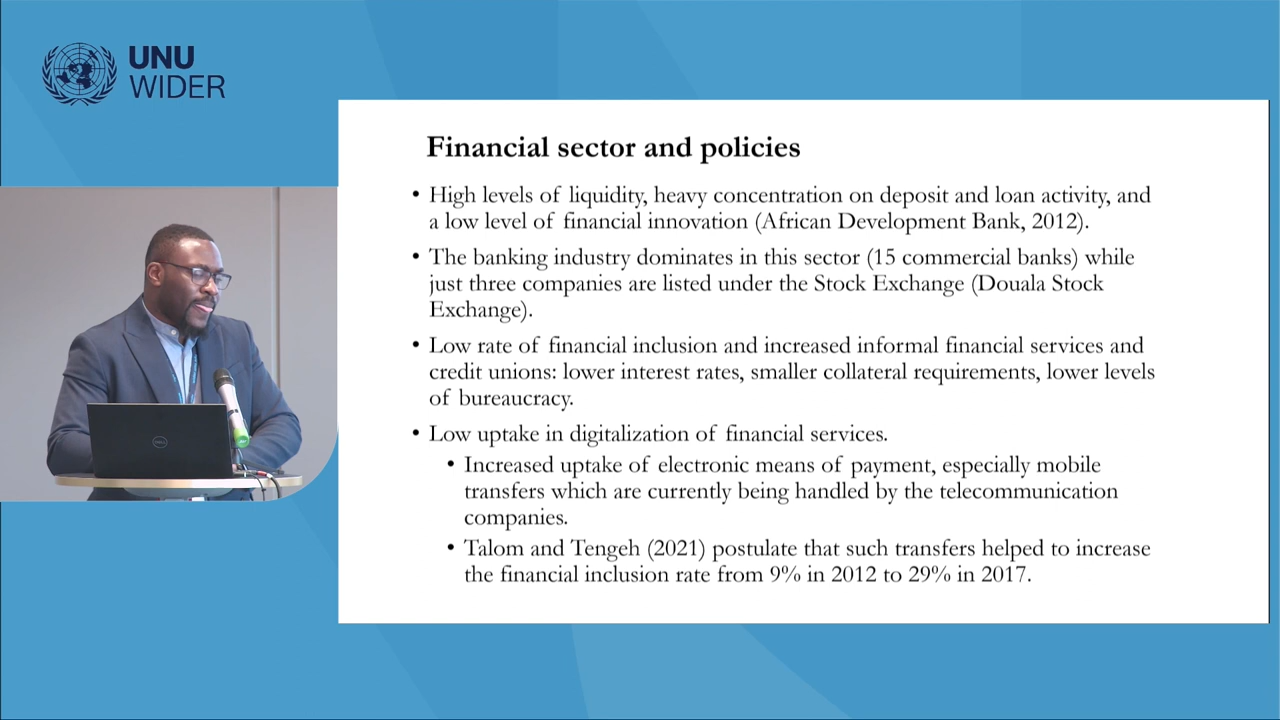 UNU
WIDER
Financial sector and policies
• High levels of liquidity, heavy concentration on deposit and loan activity, and
a low level of financial innovation (African Development Bank, 2012).
• The banking industry dominates in this sector (15 commercial banks) while
just three companies are listed under the Stock Exchange (Douala Stock
Exchange).
• Low rate of financial inclusion and increased informal financial services and
credit unions: lower interest rates, smaller collateral requirements, lower levels
of bureaucracy.
• Low uptake in digitalization of financial services.
• Increased uptake of electronic means of payment, especially mobile
transfers which are currently being handled by the telecommunication
companies.
• Talom and Tengeh (2021) postulate that such transfers helped to increase
the financial inclusion rate from 9% in 2012 to 29% in 2017.
DELL